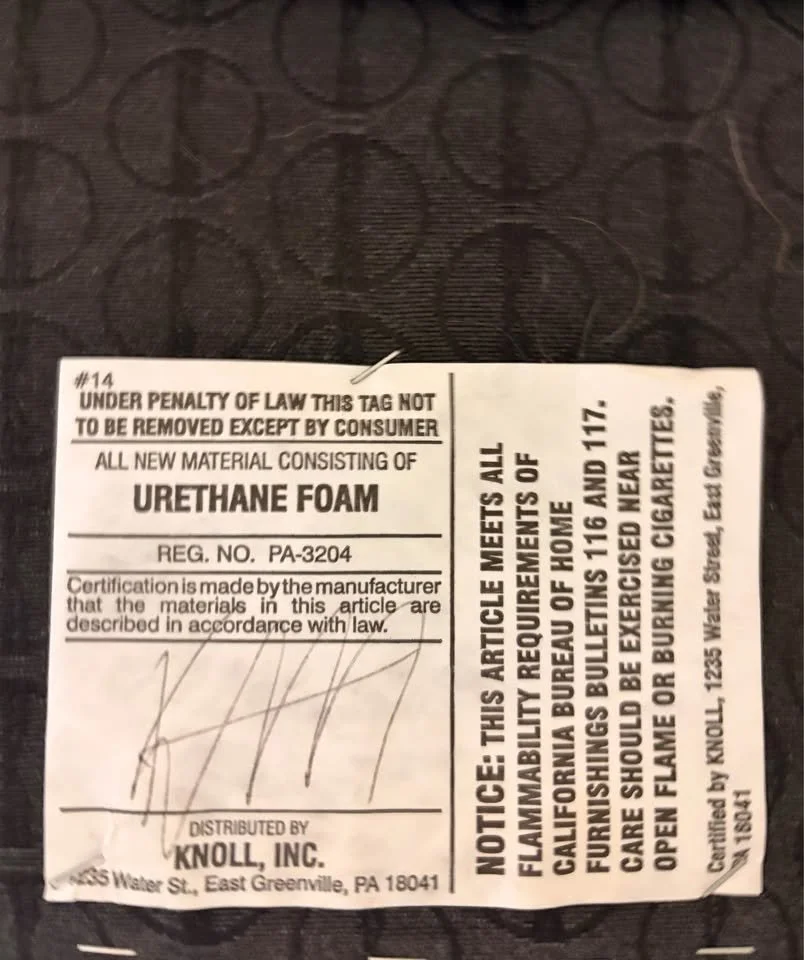 #14
UNDER PENALTY OF LAW THIS TAG NOT
TO BE REMOVED EXCEPT BY CONSUMER
ALL NEW MATERIAL CONSISTING OF
URETHANE FOAM
REG. NO. PA-3204
Certification is made by the manufacturer
that the materials in this article are
described in accordance with law.
DISTRIBUTED BY
KNOLL, INC.
1235 Water St., East Greenville, PA 18041
NOTICE: THIS ARTICLE MEETS ALL
FLAMMABILITY REQUIREMENTS OF
CALIFORNIA BUREAU OF HOME
FURNISHINGS BULLETINS 116 AND 117.
CARE SHOULD BE EXERCISED NEAR
OPEN FLAME OR BURNING CIGARETTES.
Certified by KNOLL, 1235 Water Street, East Greenville,
PA 18041